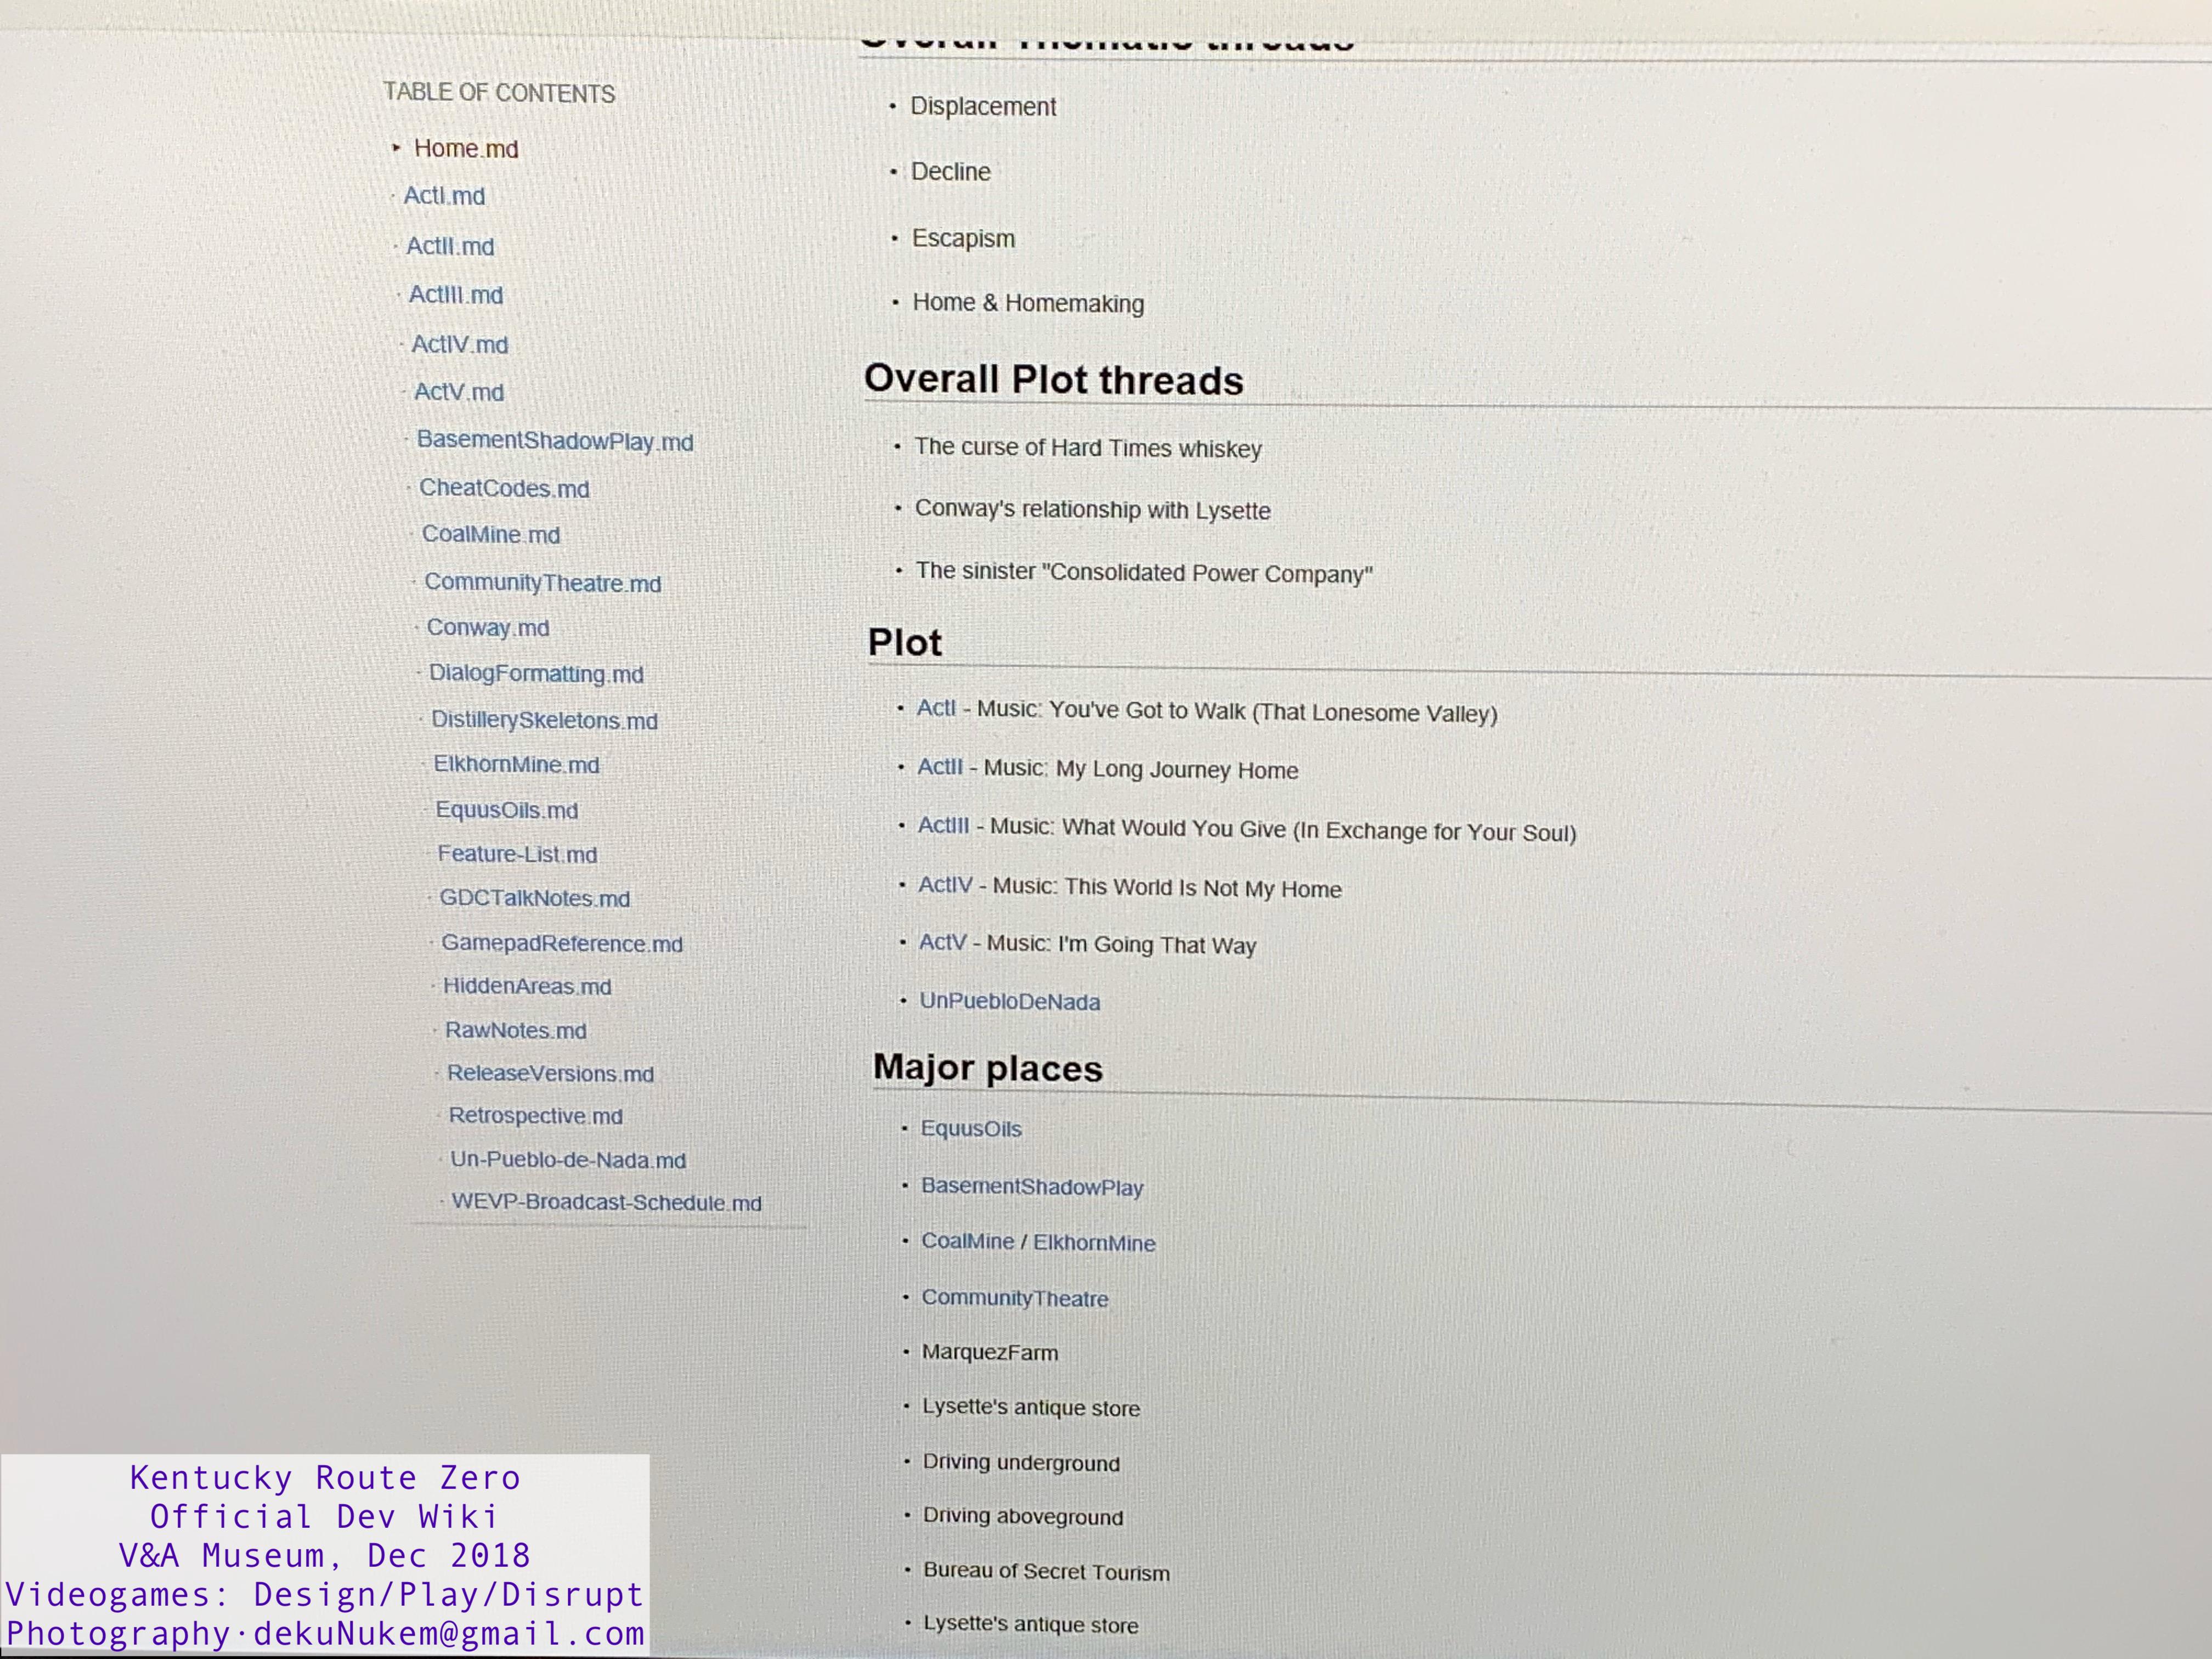 Overall Thematic threads
TABLE OF CONTENTS
Home.md
ActI.md
ActII.md
ActIII.md
ActIV.md
ActV.md
BasementShadowPlay.md
CheatCodes.md
CoalMine.md
CommunityTheatre.md
Conway.md
DialogFormatting.md
DistillerySkeletons.md
ElkhornMine.md
EquusOils.md
Feature-List.md
GDCTalkNotes.md
GamepadReference.md
HiddenAreas.md
RawNotes.md
ReleaseVersions.md
Retrospective.md
Un-Pueblo-de-Nada.md
WEVP-Broadcast-Schedule.md
• Displacement
• Decline
• Escapism
• Home & Homemaking
Overall Plot threads
• The curse of Hard Times whiskey
• Conway's relationship with Lysette
• The sinister "Consolidated Power Company"
Plot
• ActI - Music: You've Got to Walk (That Lonesome Valley)
• ActII - Music: My Long Journey Home
• ActIII - Music: What Would You Give (In Exchange for Your Soul)
• ActIV - Music: This World Is Not My Home
• ActV - Music: I'm Going That Way
• UnPuebloDeNada
Major places
• EquusOils
• BasementShadowPlay
• CoalMine / ElkhornMine
• CommunityTheatre
• MarquezFarm
• Lysette's antique store
• Driving underground
• Driving aboveground
• Bureau of Secret Tourism
• Lysette's antique store
Kentucky Route Zero
Official Dev Wiki
V&A Museum, Dec 2018
Videogames: Design/Play/Disrupt
Photography·dekuNukem@gmail.com